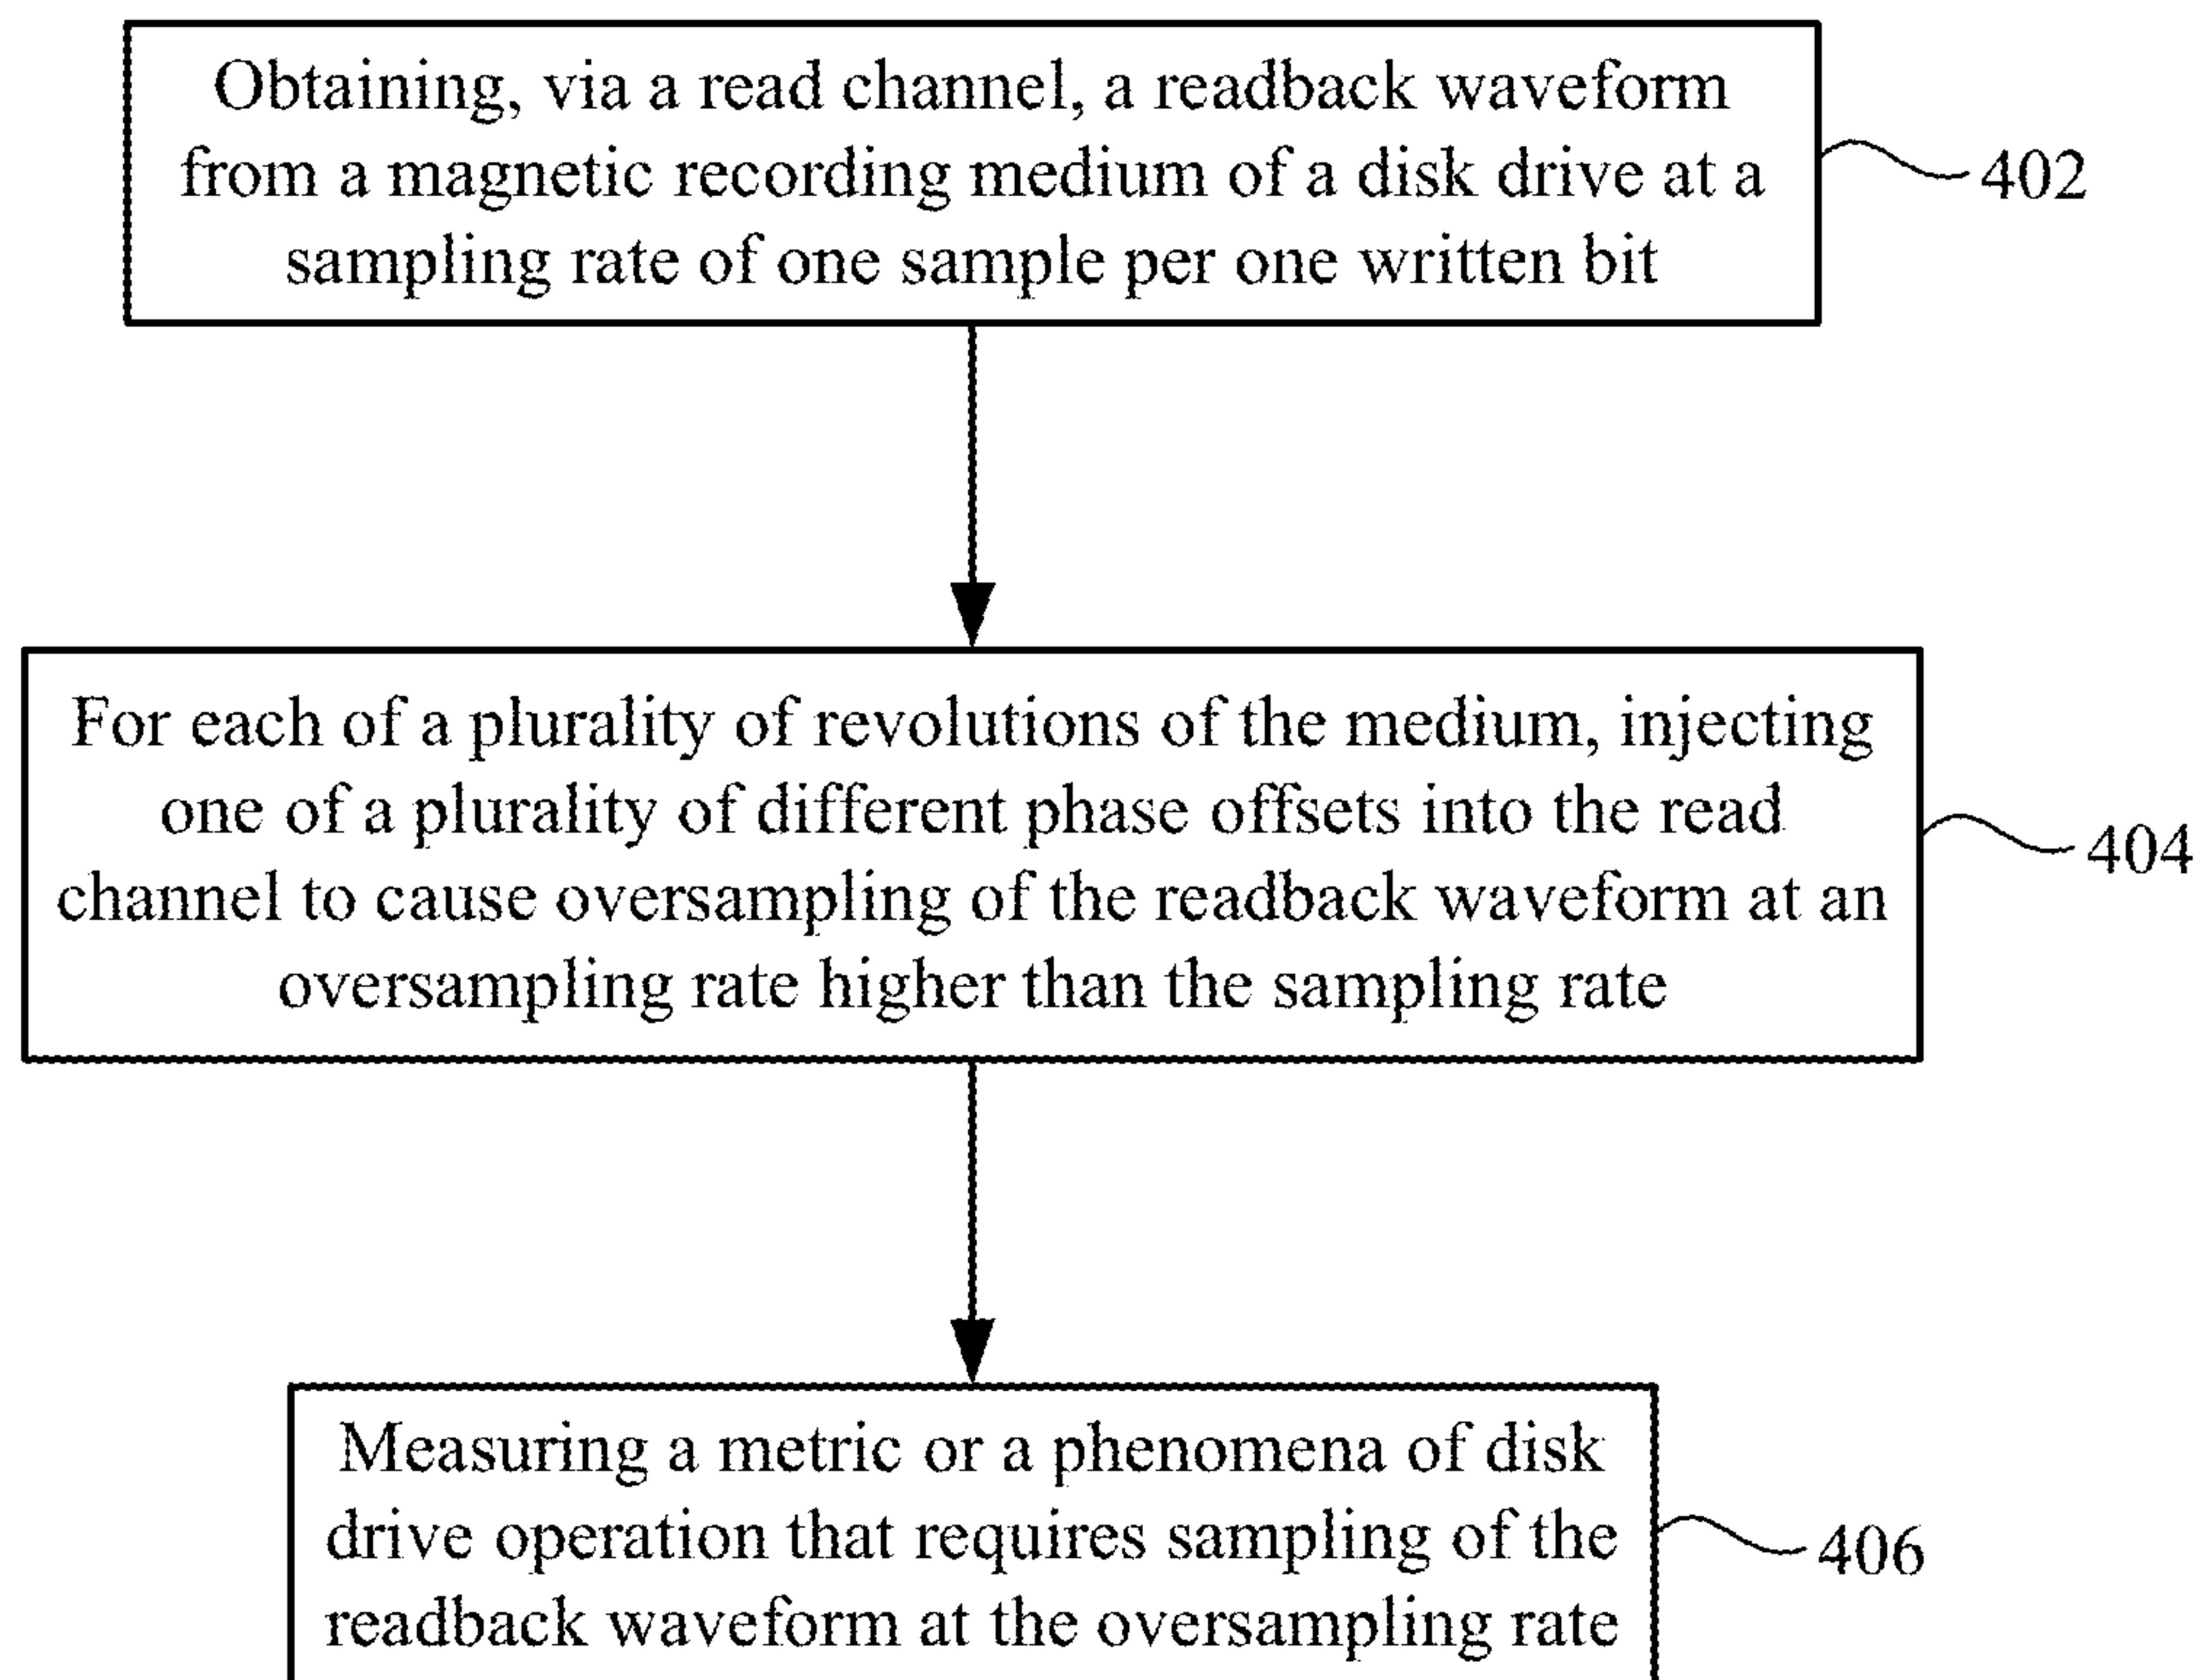 Obtaining, via a read channel, a readback waveform
from a magnetic recording medium of a disk drive at a
sampling rate of one sample per one written bit
402
For each of a plurality of revolutions of the medium, injecting
one of a plurality of different phase offsets into the read
channel to cause oversampling of the readback waveform at an
oversampling rate higher than the sampling rate
404
Measuring a metric or a phenomena of disk
drive operation that requires sampling of the
readback waveform at the oversampling rate
406